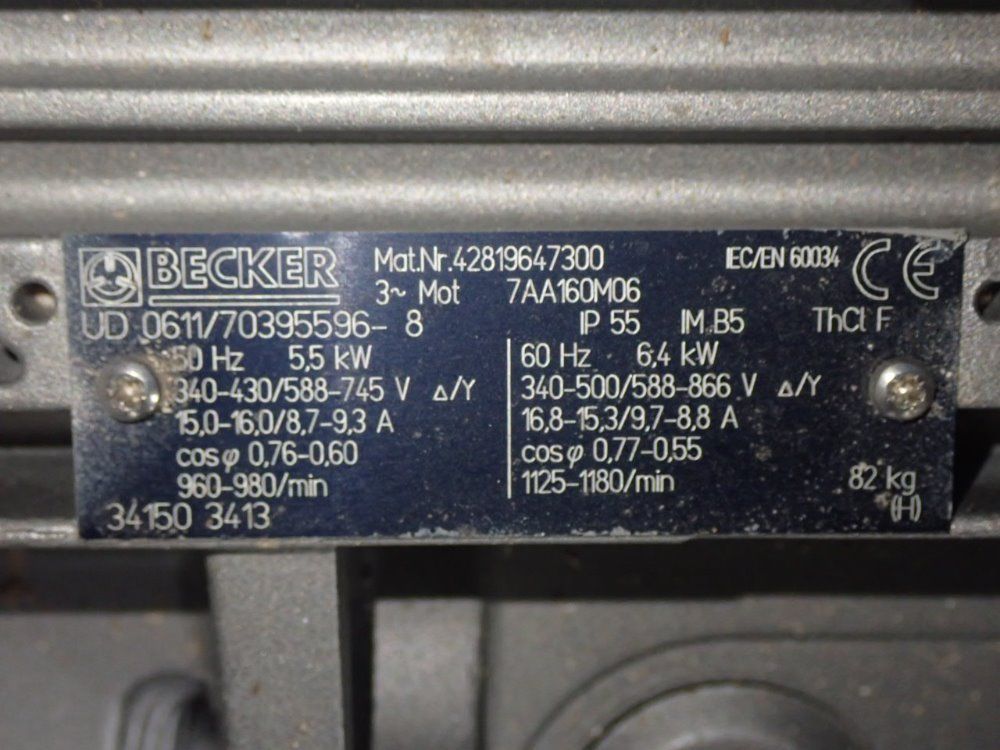 BECKER Mat.Nr.42819647300 IEC/EN 60034 CE
3~ Mot 7AA160M06
UD 0611/70395596-8 IP 55 IM B5 ThCl F
50 Hz 5,5 kW
340-430/588-745 V Δ/Y
15,0-16,0/8,7-9,3 A
cos φ 0,76-0,60
960-980/min
60 Hz 6,4 kW
340-500/588-866 V Δ/Y
16,8-15,3/9,7-8,8 A
cos φ 0,77-0,55
1125-1180/min
82 kg
34150 3413 (H)